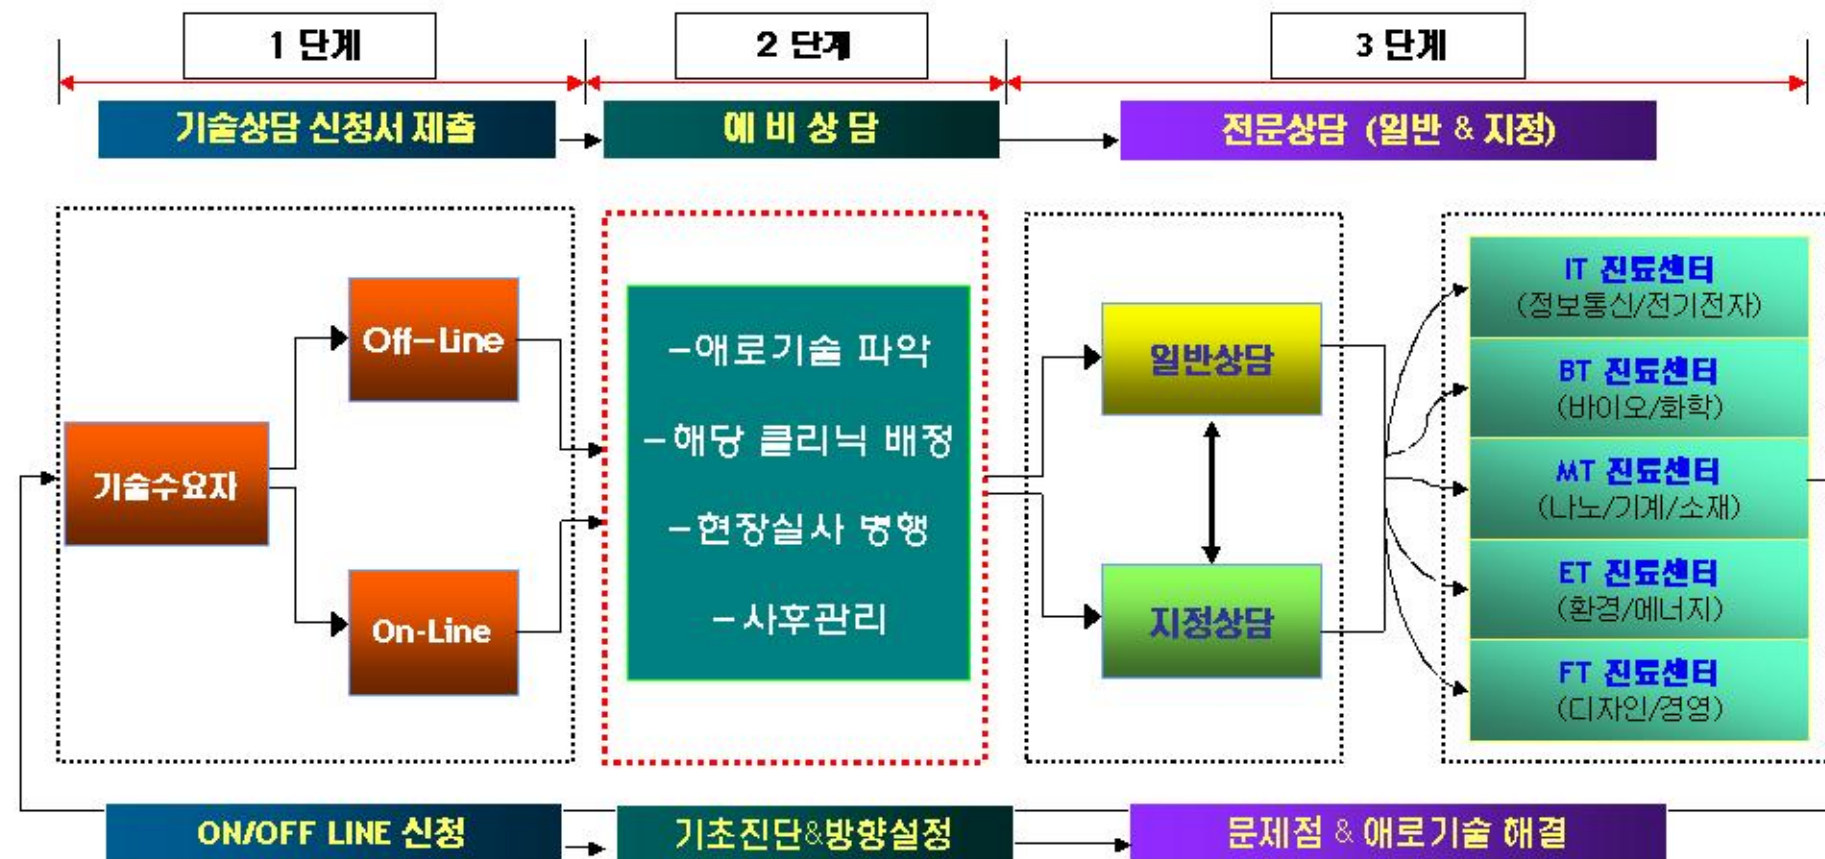 1 단계
2 단계
3 단계
기술상담 신청서 제출
예 비 상 담
전문상담 (일반 & 지정)
기술수요자
Off-Line
On-Line
-애로기술 파악
-해당 클리닉 배정
-현장실사 병행
-사후관리
일반상담
지정상담
IT 진료센터
(정보통신/전기전자)
BT 진료센터
(바이오/화학)
MT 진료센터
(나노/기계/소재)
ET 진료센터
(환경/에너지)
FT 진료센터
(디자인/경영)
ON/OFF LINE 신청
기초진단&방향설정
문제점 & 애로기술 해결